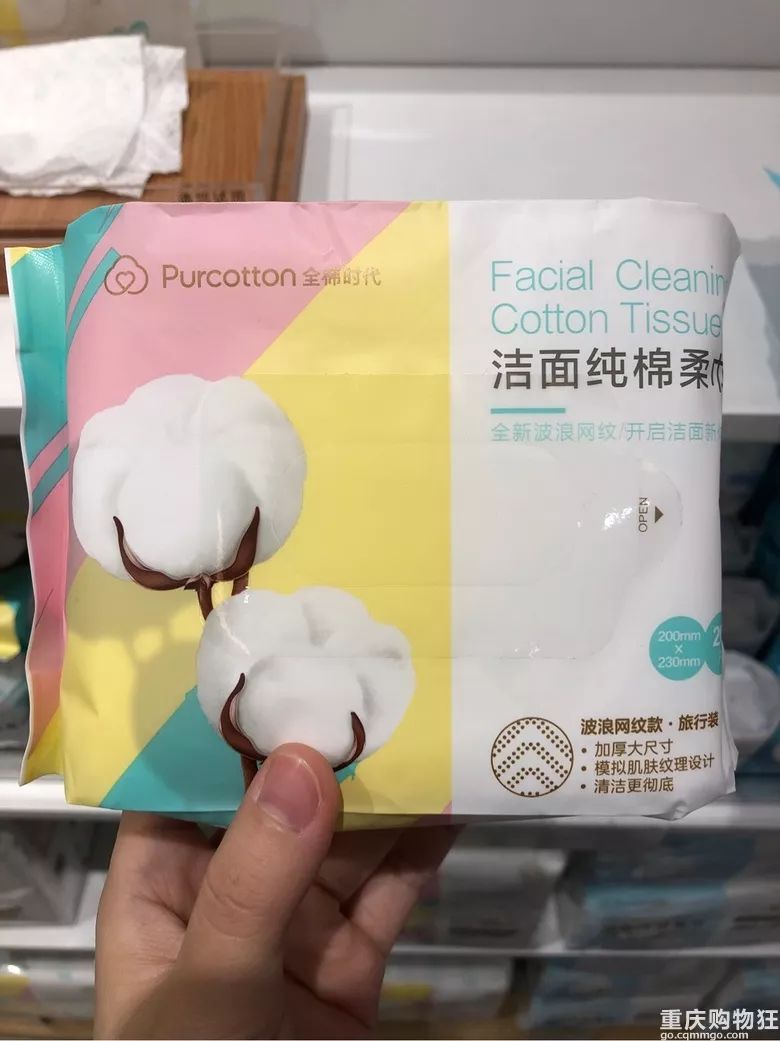 Purcotton 全棉时代
Facial Cleanin
Cotton Tissue
洁面纯棉柔巾
全新波浪网纹/开启洁面新
OPEN
200mm
×
230mm
2
波浪网纹款·旅行装
• 加厚大尺寸
• 模拟肌肤纹理设计
• 清洁更彻底
重庆购物狂
go.cqmmgo.com